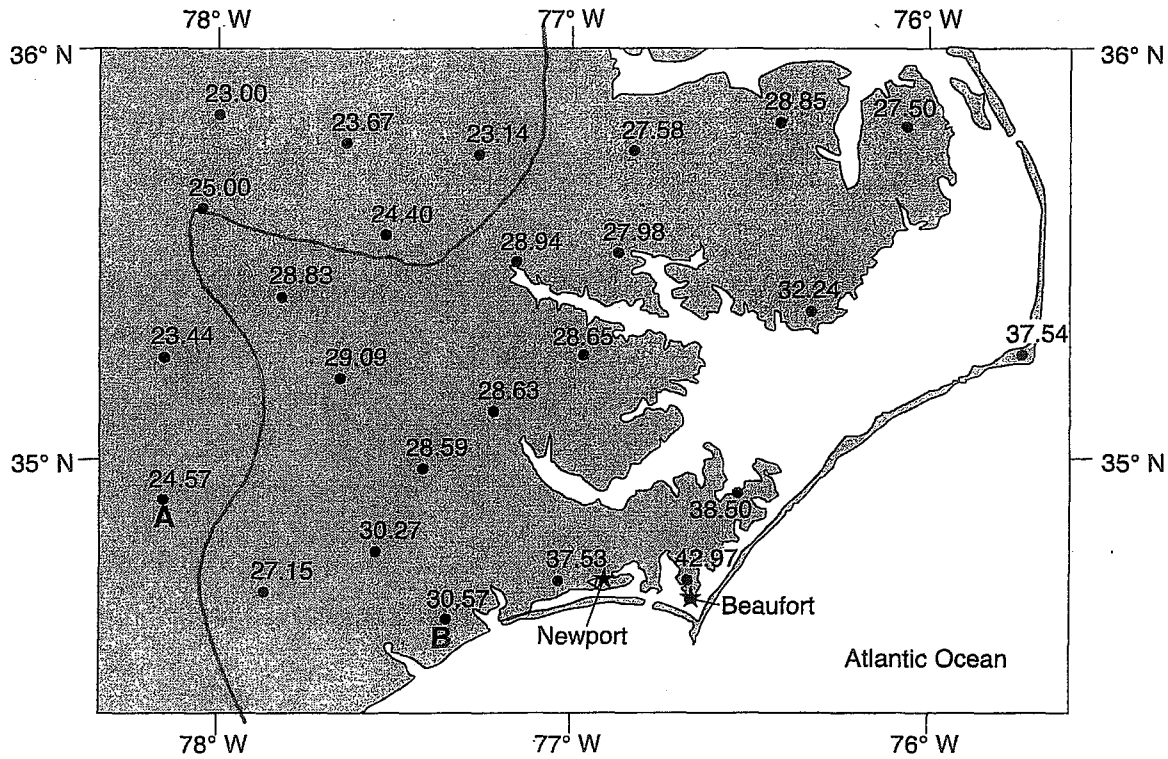 78° W 77° W 76° W
36° N 36° N
23.00
23.67
23.14
27.58
28.85
27.50
25.00
24.40
28.94
27.98
28.83
32.24
23.44
29.09
28.65
37.54
28.63
28.59
35° N 35° N
24.57
A
38.50
30.27
27.15
37.53
42.97
30.57
B
Newport
Beaufort
Atlantic Ocean
78° W 77° W 76° W